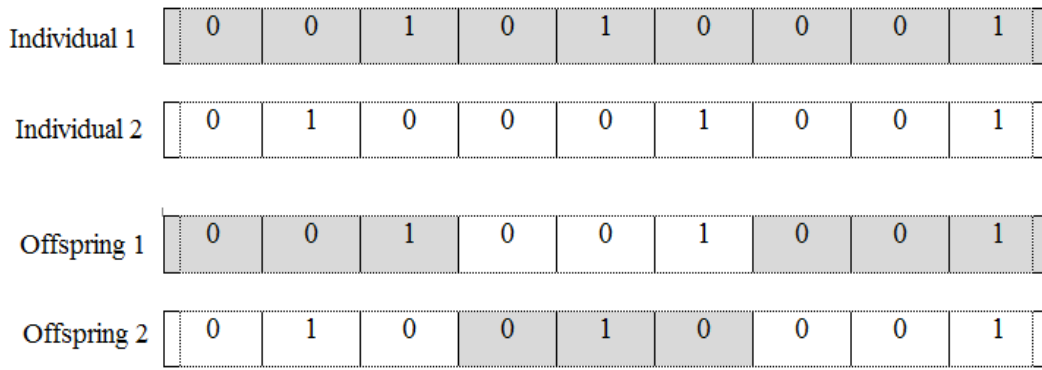 Individual 1 0 0 1 0 1 0 0 0 1
Individual 2 0 1 0 0 0 1 0 0 1
Offspring 1 0 0 1 0 0 1 0 0 1
Offspring 2 0 1 0 0 1 0 0 0 1